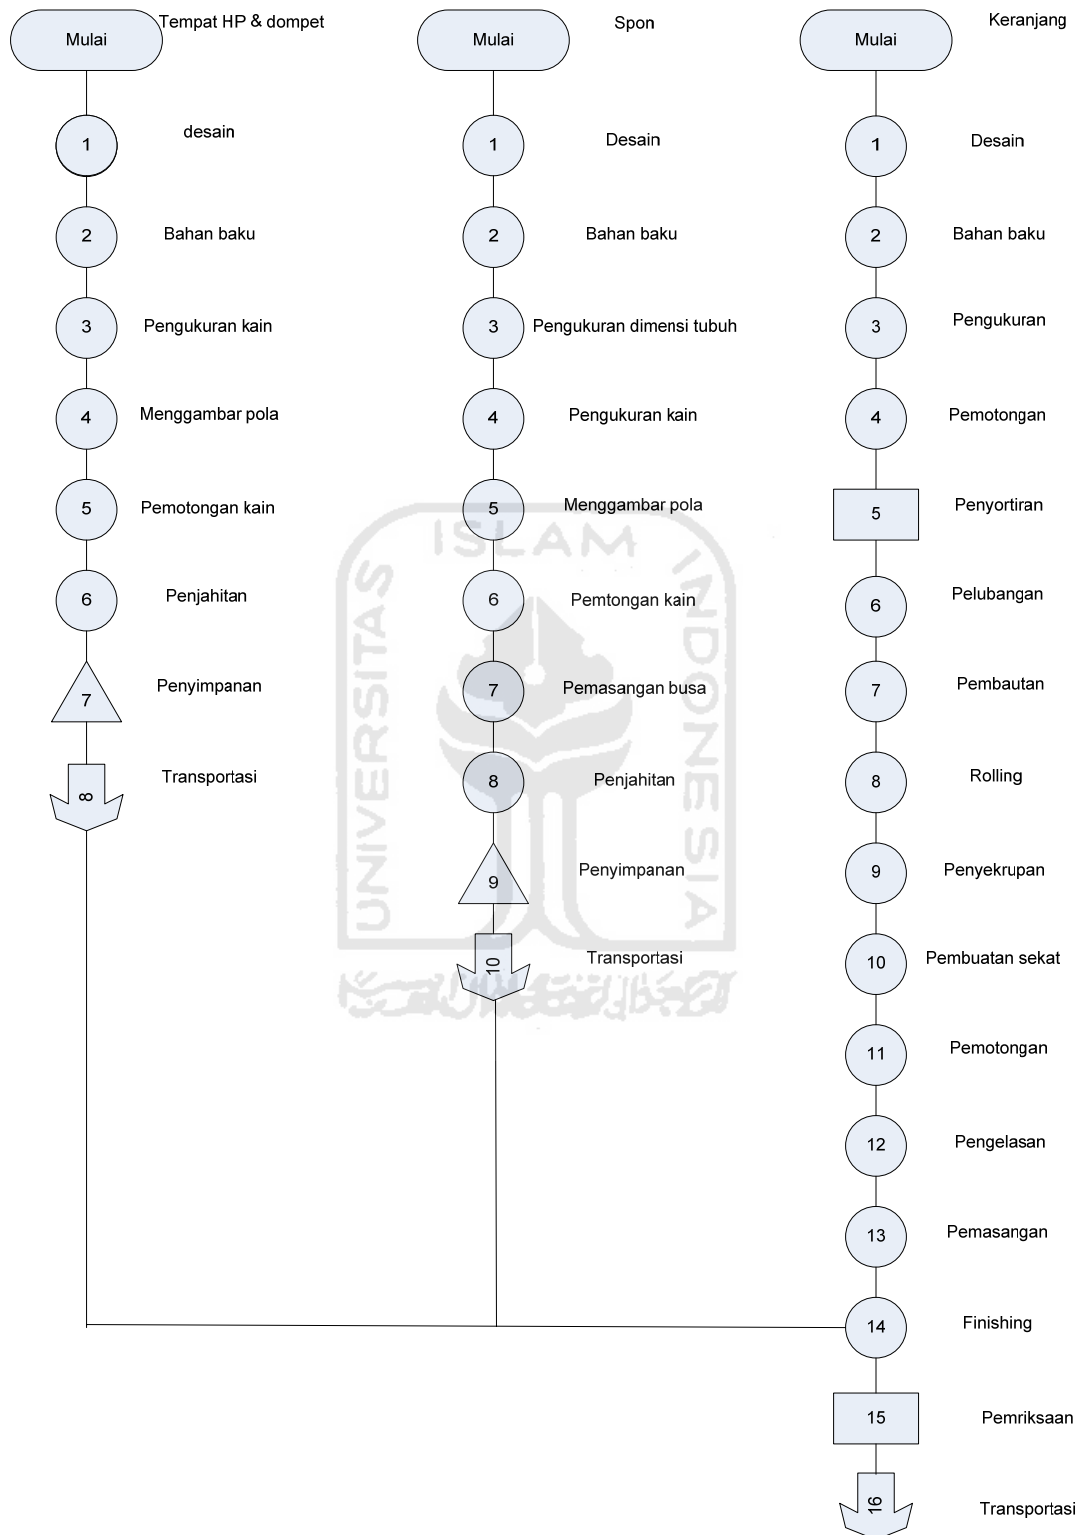 Mulai
Tempat HP & dompet
1
desain
2
Bahan baku
3
Pengukuran kain
4
Menggambar pola
5
Pemotongan kain
6
Penjahitan
7
Penyimpanan
8
Transportasi
Mulai
Spon
1
Desain
2
Bahan baku
3
Pengukuran dimensi tubuh
4
Pengukuran kain
5
Menggambar pola
6
Pemtongan kain
7
Pemasangan busa
8
Penjahitan
9
Penyimpanan
10
Transportasi
Mulai
Keranjang
1
Desain
2
Bahan baku
3
Pengukuran
4
Pemotongan
5
Penyortiran
6
Pelubangan
7
Pembautan
8
Rolling
9
Penyekrupan
10
Pembuatan sekat
11
Pemotongan
12
Pengelasan
13
Pemasangan
14
Finishing
15
Pemriksaan
16
Transportasi
UNIVERSITAS
ISLAM
INDONESIA